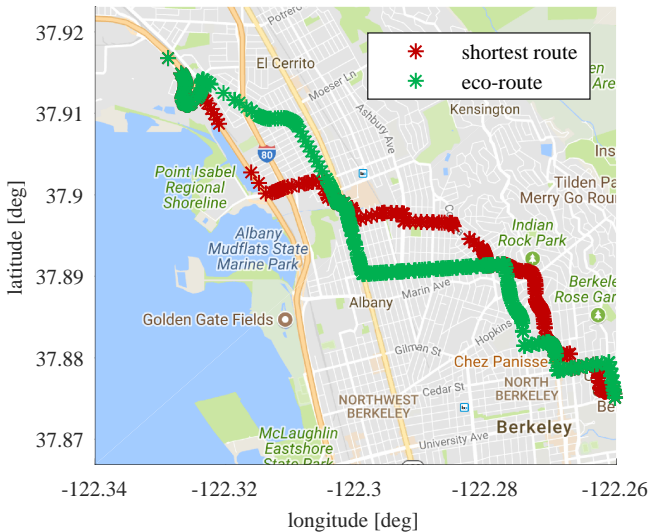 37.92
37.91
37.9
37.89
37.88
37.87
latitude [deg]
-122.34
-122.32
-122.3
-122.28
-122.26
longitude [deg]
shortest route
eco-route
Potrero
El Cerrito
Moeser Ln
Ashbury Ave
Kensington
80
Point Isabel
Regional
Shoreline
Albany
Mudflats State
Marine Park
Tilden Pa
Merry Go Roun
Indian
Rock Park
Berkele
Rose Gar
Albany
Marin Ave
Golden Gate Fields
Hopkins
Gilman St
Chez Panisse
Cedar St
NORTHWEST
BERKELEY
NORTH
BERKELEY
Be
McLaughlin
Eastshore
State Park
University Ave
Berkeley